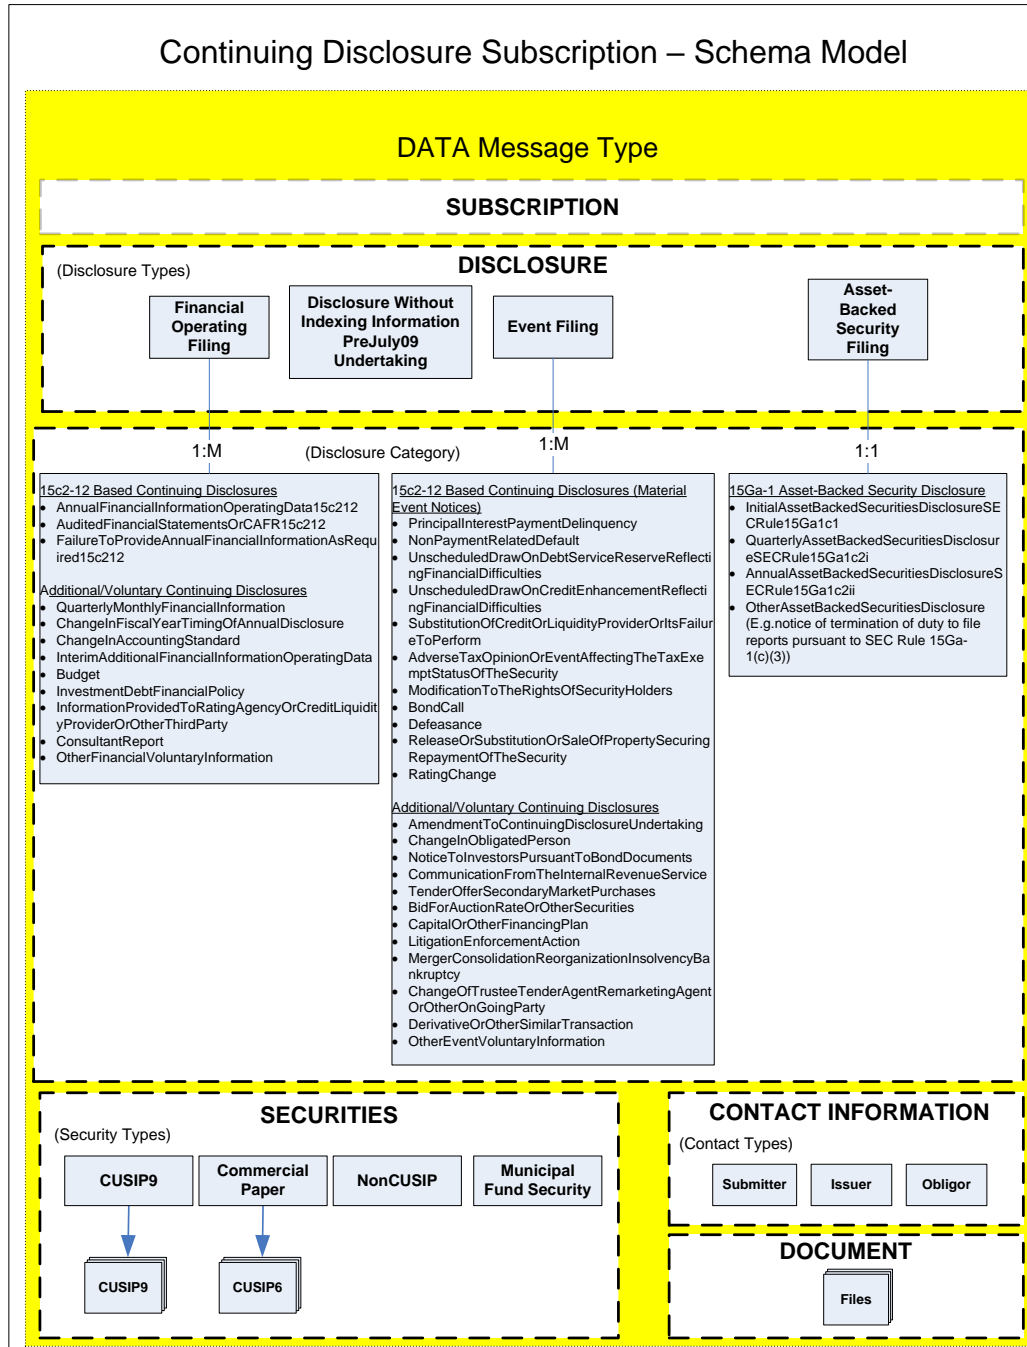 Continuing Disclosure Subscription – Schema Model
DATA Message Type
SUBSCRIPTION
DISCLOSURE
(Disclosure Types)
Financial
Operating
Filing
Disclosure Without
Indexing Information
PreJuly09
Undertaking
Event Filing
Asset-
Backed
Security
Filing
1:M
(Disclosure Category)
1:M
1:1
15c2-12 Based Continuing Disclosures
• AnnualFinancialInformationOperatingData15c212
• AuditedFinancialStatementsOrCAFR15c212
• FailureToProvideAnnualFinancialInformationAsRequ
ired15c212
Additional/Voluntary Continuing Disclosures
• QuarterlyMonthlyFinancialInformation
• ChangeInFiscalYearTimingOfAnnualDisclosure
• ChangeInAccountingStandard
• InterimAdditionalFinancialInformationOperatingData
• Budget
• InvestmentDebtFinancialPolicy
• InformationProvidedToRatingAgencyOrCreditLiquidi
tyProviderOrOtherThirdParty
• ConsultantReport
• OtherFinancialVoluntaryInformation
15c2-12 Based Continuing Disclosures (Material
Event Notices)
• PrincipalInterestPaymentDelinquency
• NonPaymentRelatedDefault
• UnscheduledDrawOnDebtServiceReserveReflecti
ngFinancialDifficulties
• UnscheduledDrawOnCreditEnhancementReflecti
ngFinancialDifficulties
• SubstitutionOfCreditOrLiquidityProviderOrItsFailur
eToPerform
• AdverseTaxOpinionOrEventAffectingTheTaxExe
mptStatusOfTheSecurity
• ModificationToTheRightsOfSecurityHolders
• BondCall
• Defeasance
• ReleaseOrSubstitutionOrSaleOfPropertySecuring
RepaymentOfTheSecurity
• RatingChange
Additional/Voluntary Continuing Disclosures
• AmendmentToContinuingDisclosureUndertaking
• ChangeInObligatedPerson
• NoticeToInvestorsPursuantToBondDocuments
• CommunicationFromTheInternalRevenueService
• TenderOfferSecondaryMarketPurchases
• BidForAuctionRateOrOtherSecurities
• CapitalOrOtherFinancingPlan
• LitigationEnforcementAction
• MergerConsolidationReorganizationInsolvencyBa
nkruptcy
• ChangeOfTrusteeTenderAgentRemarketingAgent
OrOtherOnGoingParty
• DerivativeOrOtherSimilarTransaction
• OtherEventVoluntaryInformation
15Ga-1 Asset-Backed Security Disclosure
• InitialAssetBackedSecuritiesDisclosureSE
CRule15Ga1c1
• QuarterlyAssetBackedSecuritiesDisclosur
eSECRule15Ga1c2i
• AnnualAssetBackedSecuritiesDisclosureS
ECRule15Ga1c2ii
• OtherAssetBackedSecuritiesDisclosure
(E.g.notice of termination of duty to file
reports pursuant to SEC Rule 15Ga-
1(c)(3))
SECURITIES
(Security Types)
CUSIP9
Commercial
Paper
NonCUSIP
Municipal
Fund Security
CUSIP9
CUSIP6
CONTACT INFORMATION
(Contact Types)
Submitter
Issuer
Obligor
DOCUMENT
Files